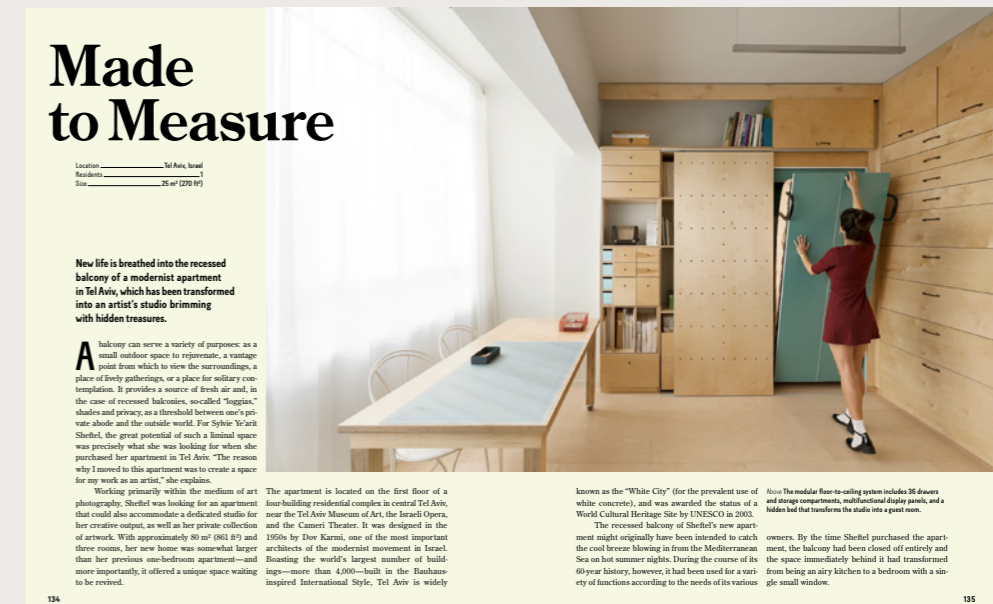 Made
to Measure
Location Tel Aviv, Israel
Residents 1
Size 25 m² (270 ft²)
New life is breathed into the recessed
balcony of a modernist apartment
in Tel Aviv, which has been transformed
into an artist's studio brimming
with hidden treasures.
A balcony can serve a variety of purposes: as a
small outdoor space to rejuvenate, a vantage
point from which to view the surroundings, a
place of lively gatherings, or a place for solitary con-
templation. It provides a source of fresh air and, in
the case of recessed balconies, so-called “loggias,”
shades and privacy, as a threshold between one's pri-
vate abode and the outside world. For Sylvie Ye'arit
Sheftel, the great potential of such a liminal space
was precisely what she was looking for when she
purchased her apartment in Tel Aviv. “The reason
why I moved to this apartment was to create a space
for my work as an artist,” she explains.
Working primarily within the medium of art
photography, Sheftel was looking for an apartment
that could also accommodate a dedicated studio for
her creative output, as well as her private collection
of artwork. With approximately 80 m² (861 ft²) and
three rooms, her new home was somewhat larger
than her previous one-bedroom apartment—and
more importantly, it offered a unique space waiting
to be revived.
The apartment is located on the first floor of a
four-building residential complex in central Tel Aviv,
near the Tel Aviv Museum of Art, the Israeli Opera,
and the Cameri Theater. It was designed in the
1950s by Dov Karmi, one of the most important
architects of the modernist movement in Israel.
Boasting the world's largest number of build-
ings—more than 4,000—built in the Bauhaus-
inspired International Style, Tel Aviv is widely
known as the “White City” (for the prevalent use of
white concrete), and was awarded the status of a
World Cultural Heritage Site by UNESCO in 2003.
The recessed balcony of Sheftel's new apart-
ment might originally have been intended to catch
the cool breeze blowing in from the Mediterranean
Sea on hot summer nights. During the course of its
60-year history, however, it had been used for a vari-
ety of functions according to the needs of its various
Above The modular floor-to-ceiling system includes 36 drawers
and storage compartments, multifunctional display panels, and a
hidden bed that transforms the studio into a guest room.
owners. By the time Sheftel purchased the apart-
ment, the balcony had been closed off entirely and
the space immediately behind it had transformed
from being an airy kitchen to a bedroom with a sin-
gle small window.
134
135